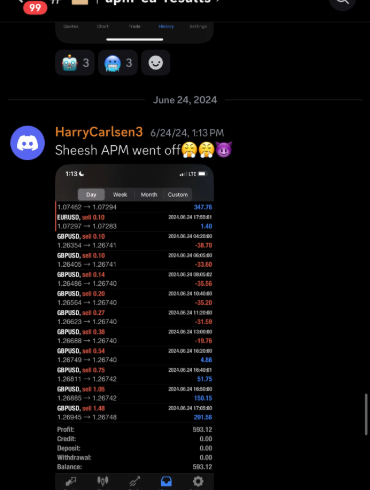 99
Quotes Chart Trade History Settings
3 3
June 24, 2024
HarryCarlsen3 6/24/24, 1:13 PM
Sheesh APM went off😤😤😈
1:13 LTE
Day Week Month Custom
1.07462 → 1.07294 347.76
EURUSD, sell 0.10 2024.06.24 17:55:01
1.07297 → 1.07283 1.40
GBPUSD, sell 0.10 2024.06.24 04:20:00
1.26354 → 1.26741 -38.70
GBPUSD, sell 0.10 2024.06.24 06:05:00
1.26405 → 1.26741 -33.60
GBPUSD, sell 0.14 2024.06.24 09:05:02
1.26486 → 1.26740 -35.56
GBPUSD, sell 0.20 2024.06.24 10:40:00
1.26564 → 1.26740 -35.20
GBPUSD, sell 0.27 2024.06.24 11:20:00
1.26623 → 1.26740 -31.59
GBPUSD, sell 0.38 2024.06.24 13:00:00
1.26688 → 1.26740 -19.76
GBPUSD, sell 0.54 2024.06.24 16:20:00
1.26749 → 1.26740 4.86
GBPUSD, sell 0.75 2024.06.24 16:40:01
1.26811 → 1.26742 51.75
GBPUSD, sell 1.05 2024.06.24 16:50:00
1.26885 → 1.26742 150.15
GBPUSD, sell 1.48 2024.06.24 17:05:00
1.26945 → 1.26748 291.56
Profit: 593.12
Credit: 0.00
Deposit: 0.00
Withdrawal: 0.00
Balance: 593.12